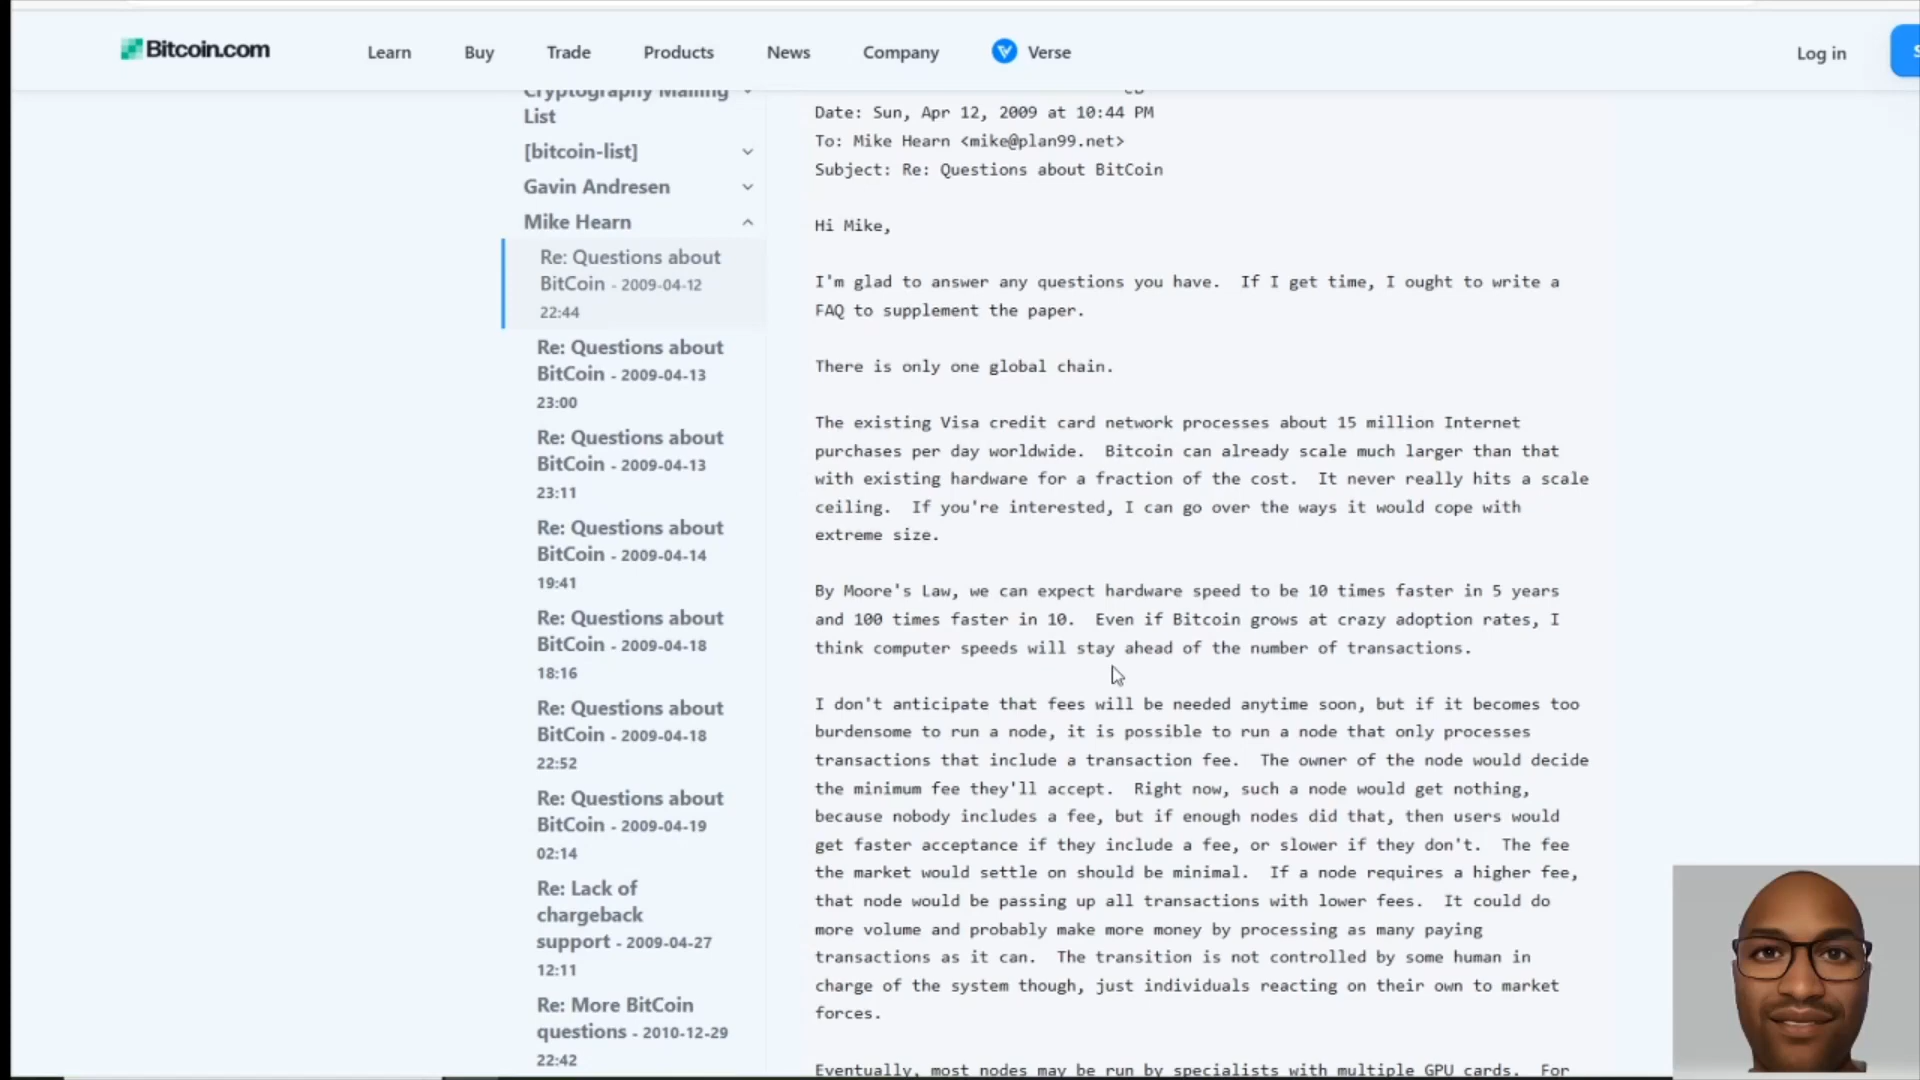 Bitcoin.com
Learn
Buy
Trade
Products
News
Company
Verse
Log in
Cryptography Mailing
List
[bitcoin-list]
Gavin Andresen
Mike Hearn
Re: Questions about
BitCoin - 2009-04-12
22:44
Re: Questions about
BitCoin - 2009-04-13
23:00
Re: Questions about
BitCoin - 2009-04-13
23:11
Re: Questions about
BitCoin - 2009-04-14
19:41
Re: Questions about
BitCoin - 2009-04-18
18:16
Re: Questions about
BitCoin - 2009-04-18
22:52
Re: Questions about
BitCoin - 2009-04-19
02:14
Re: Lack of
chargeback
support - 2009-04-27
12:11
Re: More BitCoin
questions - 2010-12-29
22:42
Date: Sun, Apr 12, 2009 at 10:44 PM
To: Mike Hearn <mike@plan99.net>
Subject: Re: Questions about BitCoin
Hi Mike,
I'm glad to answer any questions you have. If I get time, I ought to write a
FAQ to supplement the paper.
There is only one global chain.
The existing Visa credit card network processes about 15 million Internet
purchases per day worldwide. Bitcoin can already scale much larger than that
with existing hardware for a fraction of the cost. It never really hits a scale
ceiling. If you're interested, I can go over the ways it would cope with
extreme size.
By Moore's Law, we can expect hardware speed to be 10 times faster in 5 years
and 100 times faster in 10. Even if Bitcoin grows at crazy adoption rates, I
think computer speeds will stay ahead of the number of transactions.
I don't anticipate that fees will be needed anytime soon, but if it becomes too
burdensome to run a node, it is possible to run a node that only processes
transactions that include a transaction fee. The owner of the node would decide
the minimum fee they'll accept. Right now, such a node would get nothing,
because nobody includes a fee, but if enough nodes did that, then users would
get faster acceptance if they include a fee, or slower if they don't. The fee
the market would settle on should be minimal. If a node requires a higher fee,
that node would be passing up all transactions with lower fees. It could do
more volume and probably make more money by processing as many paying
transactions as it can. The transition is not controlled by some human in
charge of the system though, just individuals reacting on their own to market
forces.
Eventually, most nodes may be run by specialists with multiple GPU cards. For